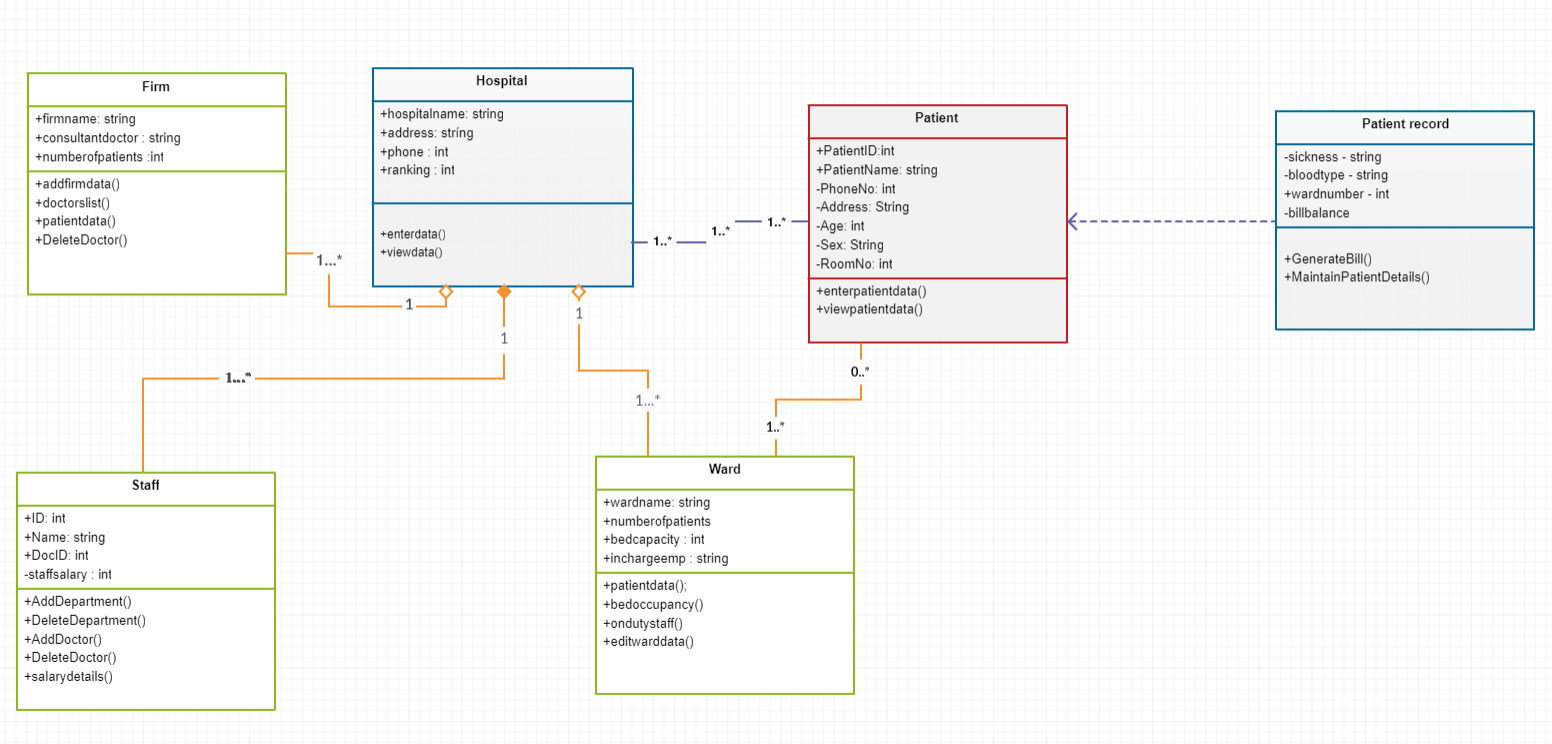 Firm
+firmname: string
+consultantdoctor : string
+numberofpatients :int
+addfirmdata()
+doctorslist()
+patientdata()
+DeleteDoctor()
Hospital
+hospitalname: string
+address: string
+phone : int
+ranking : int
+enterdata()
+viewdata()
Patient
+PatientID:int
+PatientName: string
-PhoneNo: int
-Address: String
-Age: int
-Sex: String
-RoomNo: int
+enterpatientdata()
+viewpatientdata()
Patient record
-sickness - string
-bloodtype - string
+wardnumber - int
-billbalance
+GenerateBill()
+MaintainPatientDetails()
1...*
1
1
1
1..*
1..*
1..*
1...*
1...*
0..*
1..*
Staff
+ID: int
+Name: string
+DocID: int
-staffsalary : int
+AddDepartment()
+DeleteDepartment()
+AddDoctor()
+DeleteDoctor()
+salarydetails()
Ward
+wardname: string
+numberofpatients
+bedcapacity : int
+inchargeemp : string
+patientdata();
+bedoccupancy()
+ondutystaff()
+editwarddata()